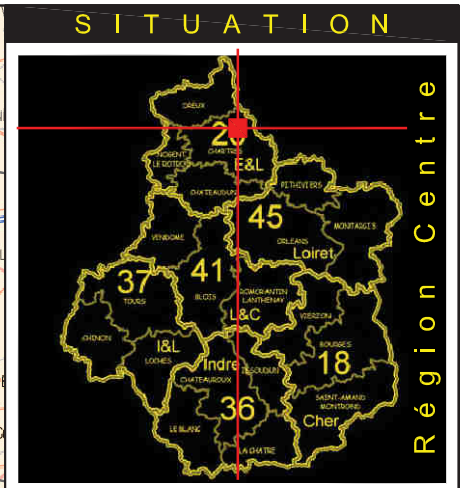 SITUATION
DREUX
28
CHARTRES
NOGENT
LE ROTROU
E&L
CHATEAUDUN
PITHIVIERS
45
MONTARGIS
ORLEANS
Loiret
VENDOME
41
37
TOURS
BLOIS
ROMORANTIN
LANTHENAY
L&C
VIERZON
CHINON
I&L
LOCHES
BOURGES
18
Indre
ISSOUDUN
CHATEAUROUX
36
SAINT-AMAND
MONTROND
Cher
LE BLANC
LA CHATRE
Région Centre